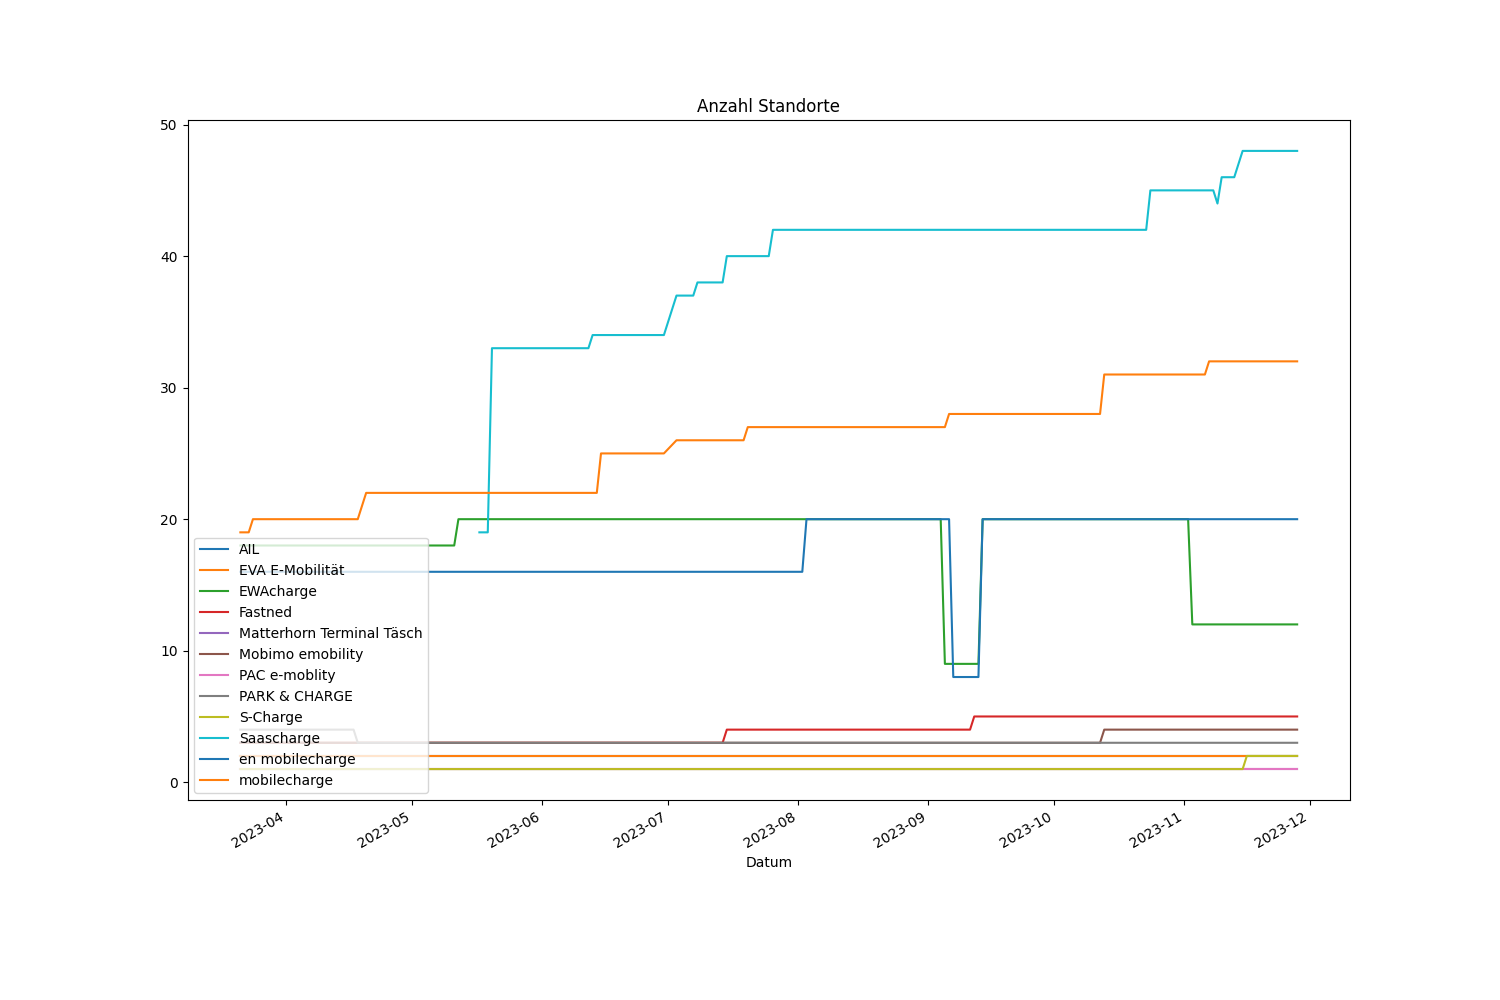 Anzahl Standorte
50
40
30
20
10
0
AIL
EVA E-Mobilität
EWAcharge
Fastned
Matterhorn Terminal Täsch
Mobimo emobility
PAC e-moblity
PARK & CHARGE
S-Charge
Saascharge
en mobilecharge
mobilecharge
2023-04
2023-05
2023-06
2023-07
2023-08
2023-09
2023-10
2023-11
2023-12
Datum